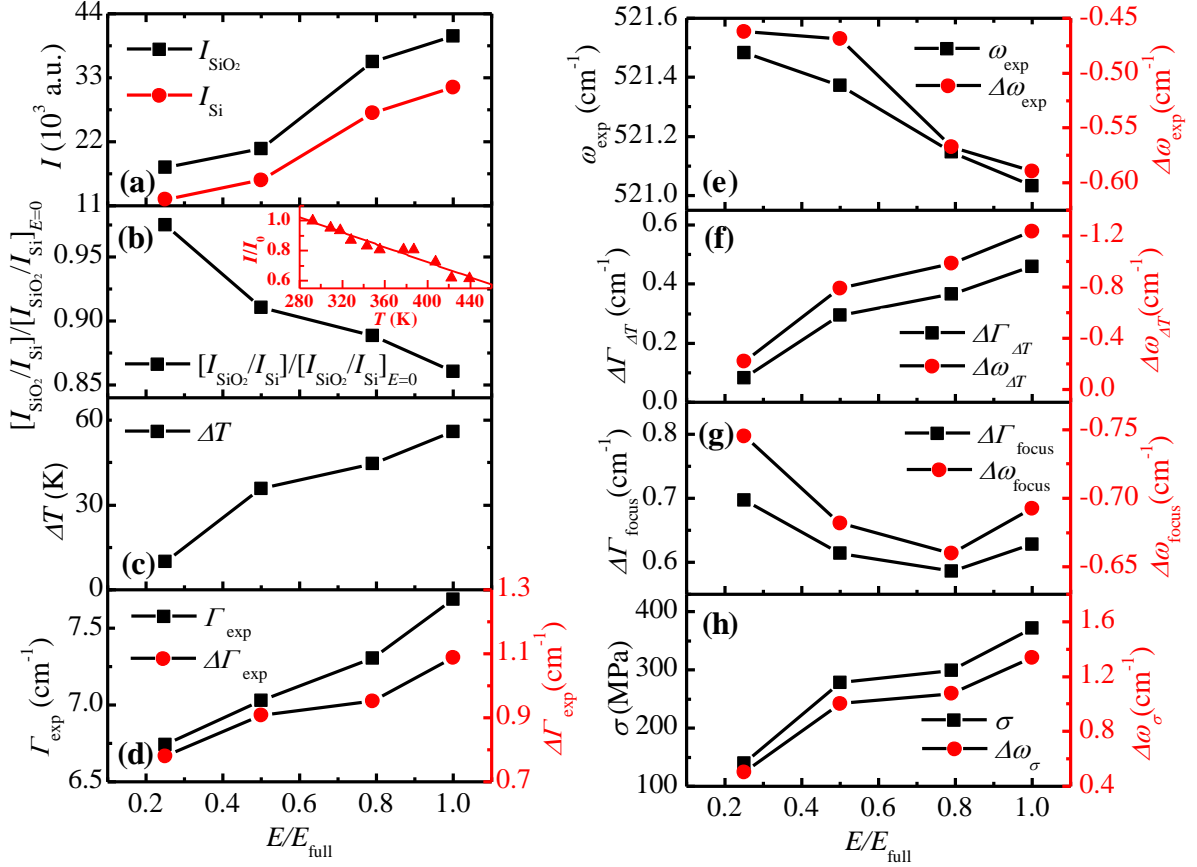 44
33
22
11
I (10³ a.u.)
I_SiO₂
I_Si
(a)
0.95
0.90
0.85
[I_SiO₂/I_Si]/[I_SiO₂/I_Si]_E=0
(b)
1.0
0.8
0.6
I/I₀
280 320 360 400 440
T (K)
[I_SiO₂/I_Si]/[I_SiO₂/I_Si]_E=0
60
30
0
ΔT (K)
ΔT
(c)
7.5
7.0
6.5
Γ_exp (cm⁻¹)
Γ_exp
ΔΓ_exp
(d)
1.3
1.1
0.9
0.7
ΔΓ_exp(cm⁻¹)
0.2 0.4 0.6 0.8 1.0
E/E_full
521.6
521.4
521.2
521.0
ω_exp (cm⁻¹)
ω_exp
Δω_exp
(e)
-0.45
-0.50
-0.55
-0.60
Δω_exp(cm⁻¹)
0.6
0.4
0.2
0.0
ΔΓ_ΔT(cm⁻¹)
(f)
ΔΓ_ΔT
Δω_ΔT
-1.2
-0.8
-0.4
0.0
Δω_ΔT(cm⁻¹)
0.8
0.7
0.6
ΔΓ_focus(cm⁻¹)
(g)
ΔΓ_focus
Δω_focus
-0.75
-0.70
-0.65
Δω_focus(cm⁻¹)
400
300
200
100
σ (MPa)
(h)
σ
Δω_σ
1.6
1.2
0.8
0.4
Δω_σ(cm⁻¹)
0.2 0.4 0.6 0.8 1.0
E/E_full